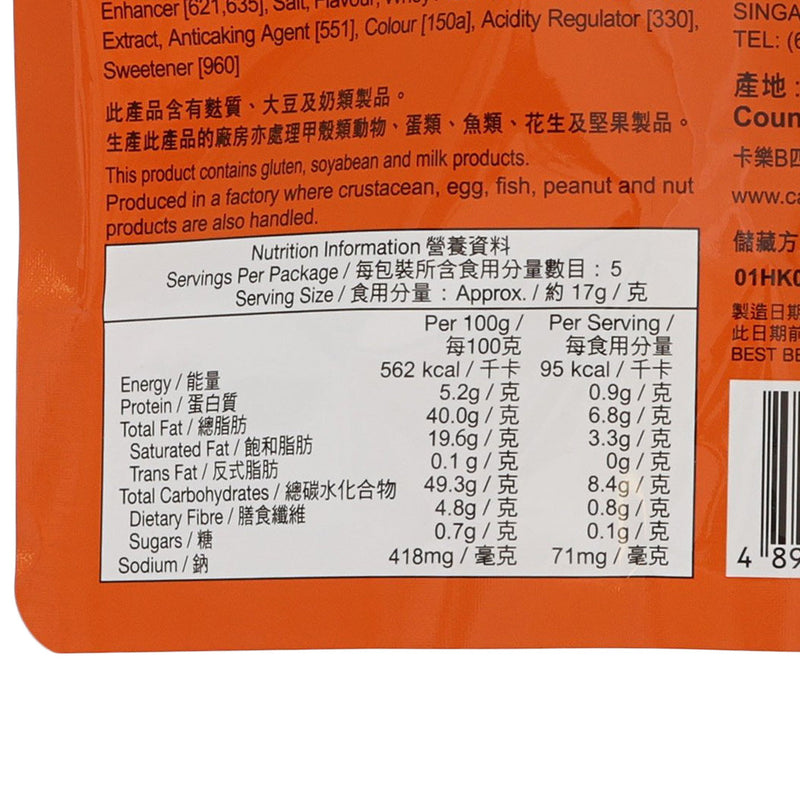 Enhancer [621,635], Salt, Flavour,
Extract, Anticaking Agent [551], Colour [150a], Acidity Regulator [330],
Sweetener [960]
此產品含有麩質、大豆及奶類製品。
生產此產品的廠房亦處理甲殼類動物、蛋類、魚類、花生及堅果製品。
This product contains gluten, soyabean and milk products.
Produced in a factory where crustacean, egg, fish, peanut and nut
products are also handled.
Nutrition Information 營養資料
Servings Per Package / 每包裝所含食用分量數目 : 5
Serving Size / 食用分量 : Approx. / 約 17g / 克
Per 100g / Per Serving /
每100克 每食用分量
Energy / 能量 562 kcal / 千卡 95 kcal / 千卡
Protein / 蛋白質 5.2g / 克 0.9g / 克
Total Fat / 總脂肪 40.0g / 克 6.8g / 克
Saturated Fat / 飽和脂肪 19.6g / 克 3.3g / 克
Trans Fat / 反式脂肪 0.1 g / 克 0g / 克
Total Carbohydrates / 總碳水化合物 49.3g / 克 8.4g / 克
Dietary Fibre / 膳食纖維 4.8g / 克 0.8g / 克
Sugars / 糖 0.7g / 克 0.1g / 克
Sodium / 鈉 418mg / 毫克 71mg / 毫克
SINGA
TEL: (6
產地 :
Coun
卡樂B四
www.ca
儲藏方
01HK0
製造日期
此日期前
BEST BE
4 89